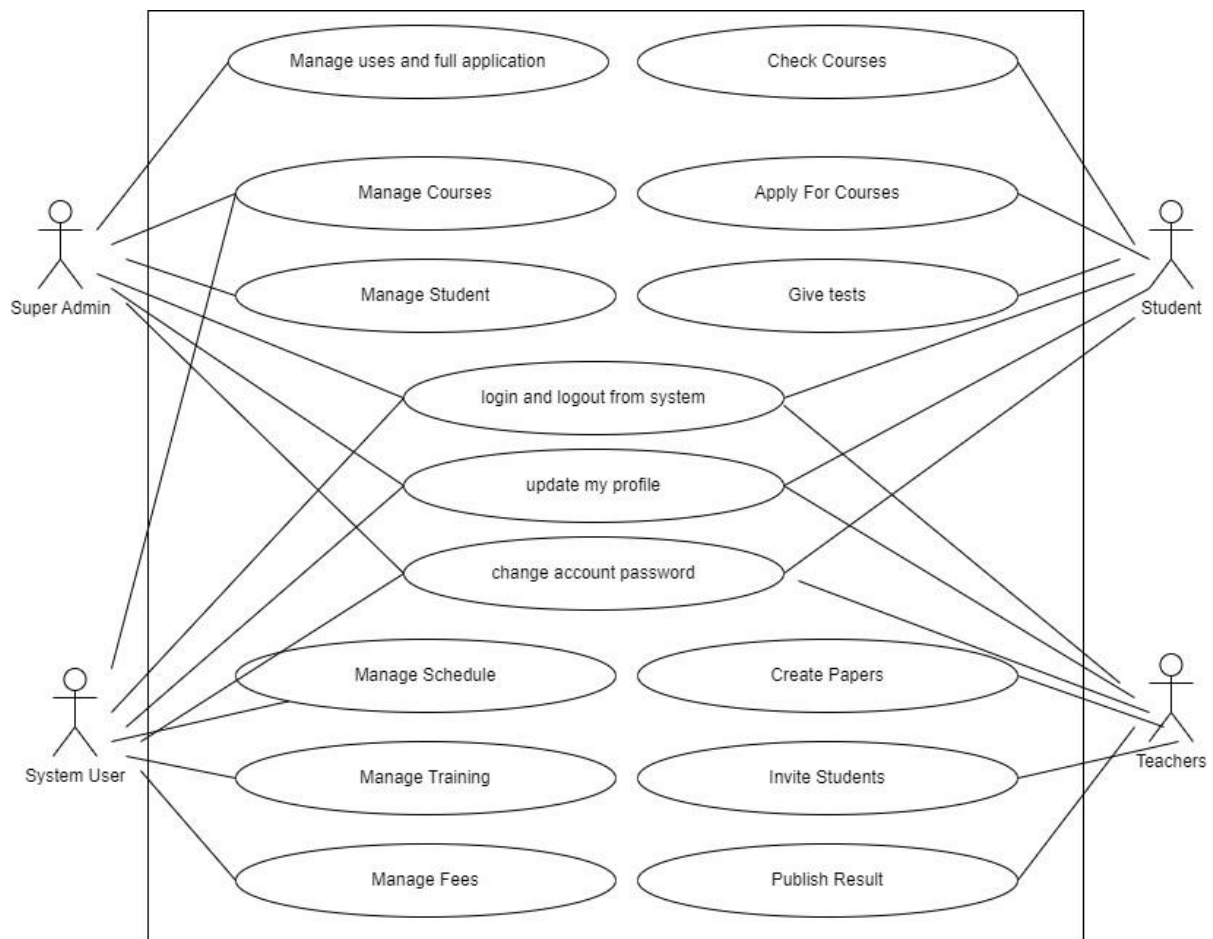 Manage uses and full application
Check Courses
Manage Courses
Apply For Courses
Super Admin
Manage Student
Give tests
Student
login and logout from system
update my profile
change account password
Manage Schedule
Create Papers
System User
Manage Training
Invite Students
Teachers
Manage Fees
Publish Result